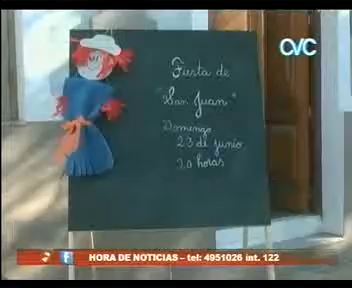 CVC
Fiesta de
"San Juan"
Domingo
23 de junio
20 horas
HORA DE NOTICIAS – tel: 4951026 int. 122